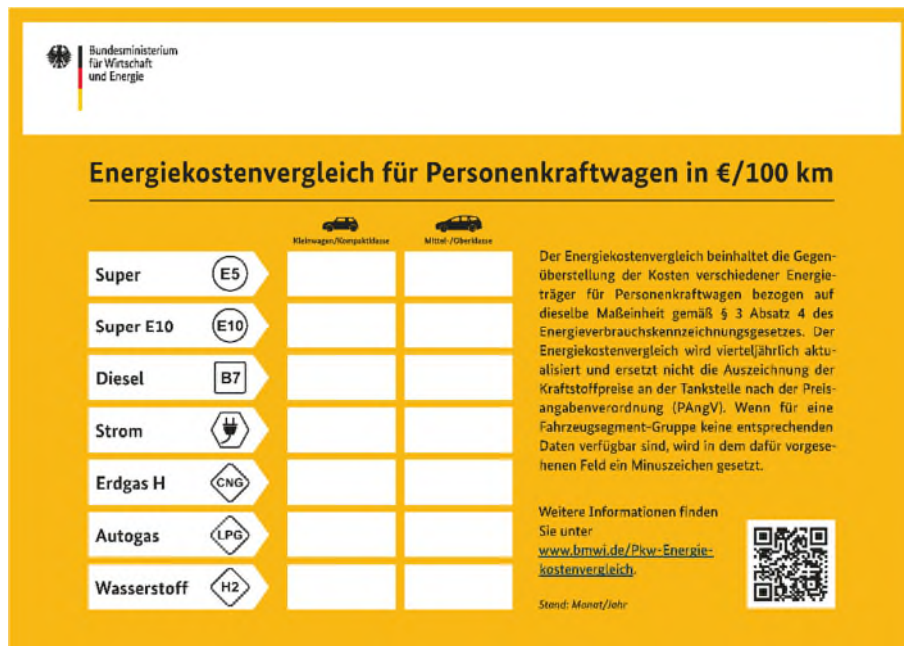 Bundesministerium
für Wirtschaft
und Energie
Energiekostenvergleich für Personenkraftwagen in €/100 km
Kleinwagen/Kompaktklasse
Mittel-/Oberklasse
Super E5
Super E10 E10
Diesel B7
Strom
Erdgas H CNG
Autogas LPG
Wasserstoff H2
Der Energiekostenvergleich beinhaltet die Gegen-
überstellung der Kosten verschiedener Energie-
träger für Personenkraftwagen bezogen auf
dieselbe Maßeinheit gemäß § 3 Absatz 4 des
Energieverbrauchskennzeichnungsgesetzes. Der
Energiekostenvergleich wird vierteljährlich aktu-
alisiert und ersetzt nicht die Auszeichnung der
Kraftstoffpreise an der Tankstelle nach der Preis-
angabenverordnung (PAngV). Wenn für eine
Fahrzeugsegment-Gruppe keine entsprechenden
Daten verfügbar sind, wird in dem dafür vorgese-
henen Feld ein Minuszeichen gesetzt.
Weitere Informationen finden
Sie unter
www.bmwi.de/Pkw-Energie-
kostenvergleich.
Stand: Monat/Jahr